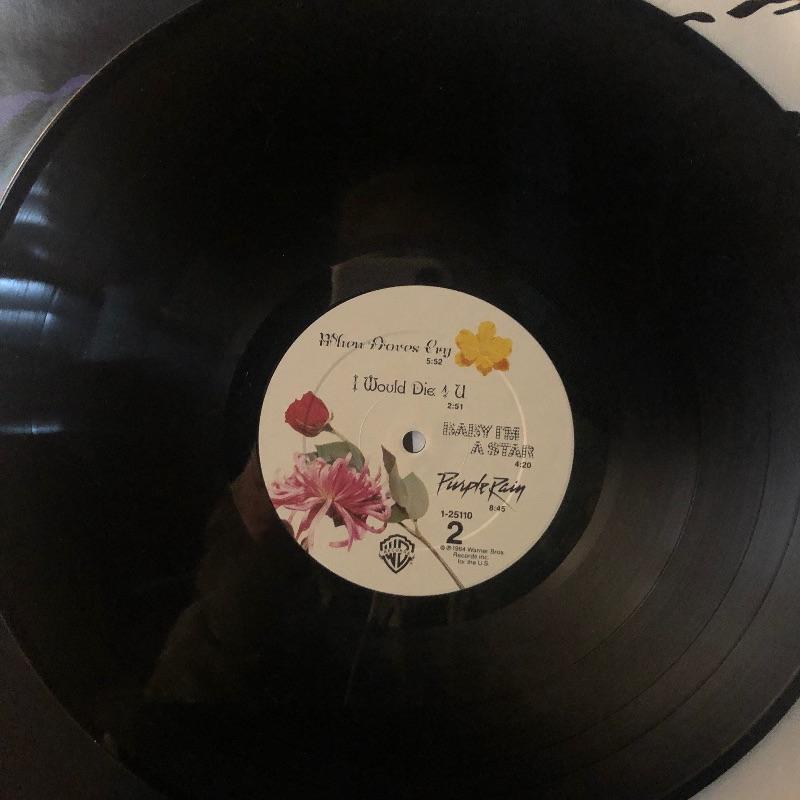 When Doves Cry
5:52
I Would Die 4 U
2:51
BABY I'M
A STAR
4:20
Purple Rain
8:45
1-25110
2
© ℗ 1984 Warner Bros.
Records Inc.
for the U.S.